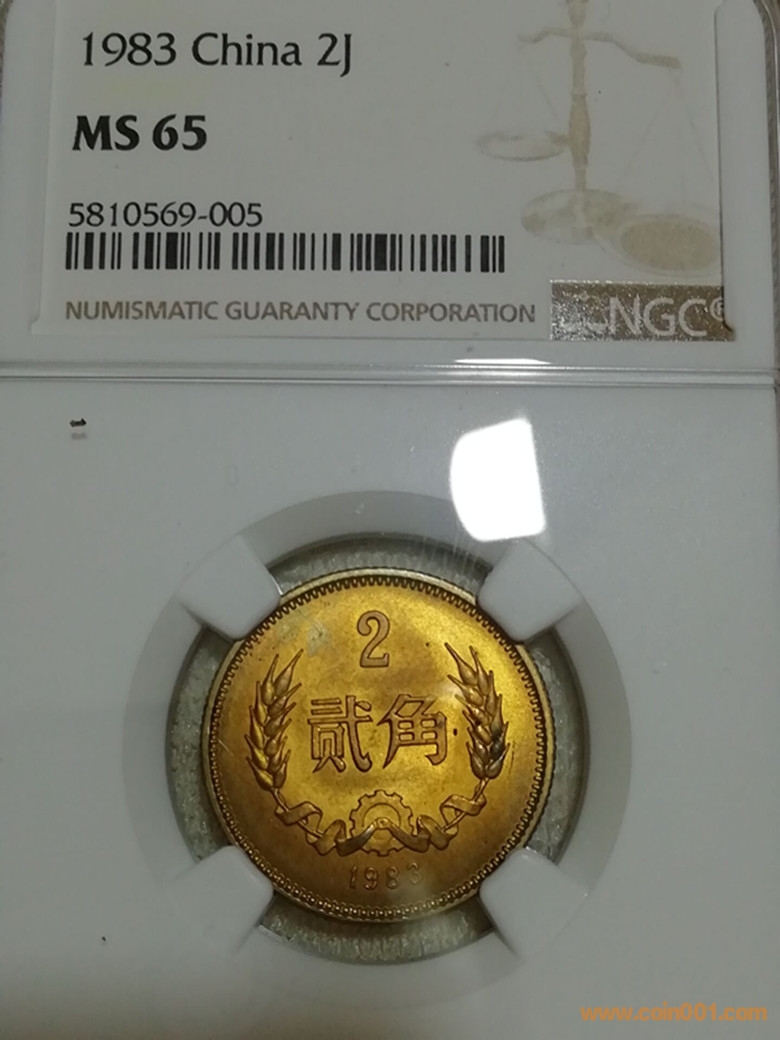 1983 China 2J
MS 65
5810569-005
NUMISMATIC GUARANTY CORPORATION
NGC®
2
贰角
1983
www.coin001.com